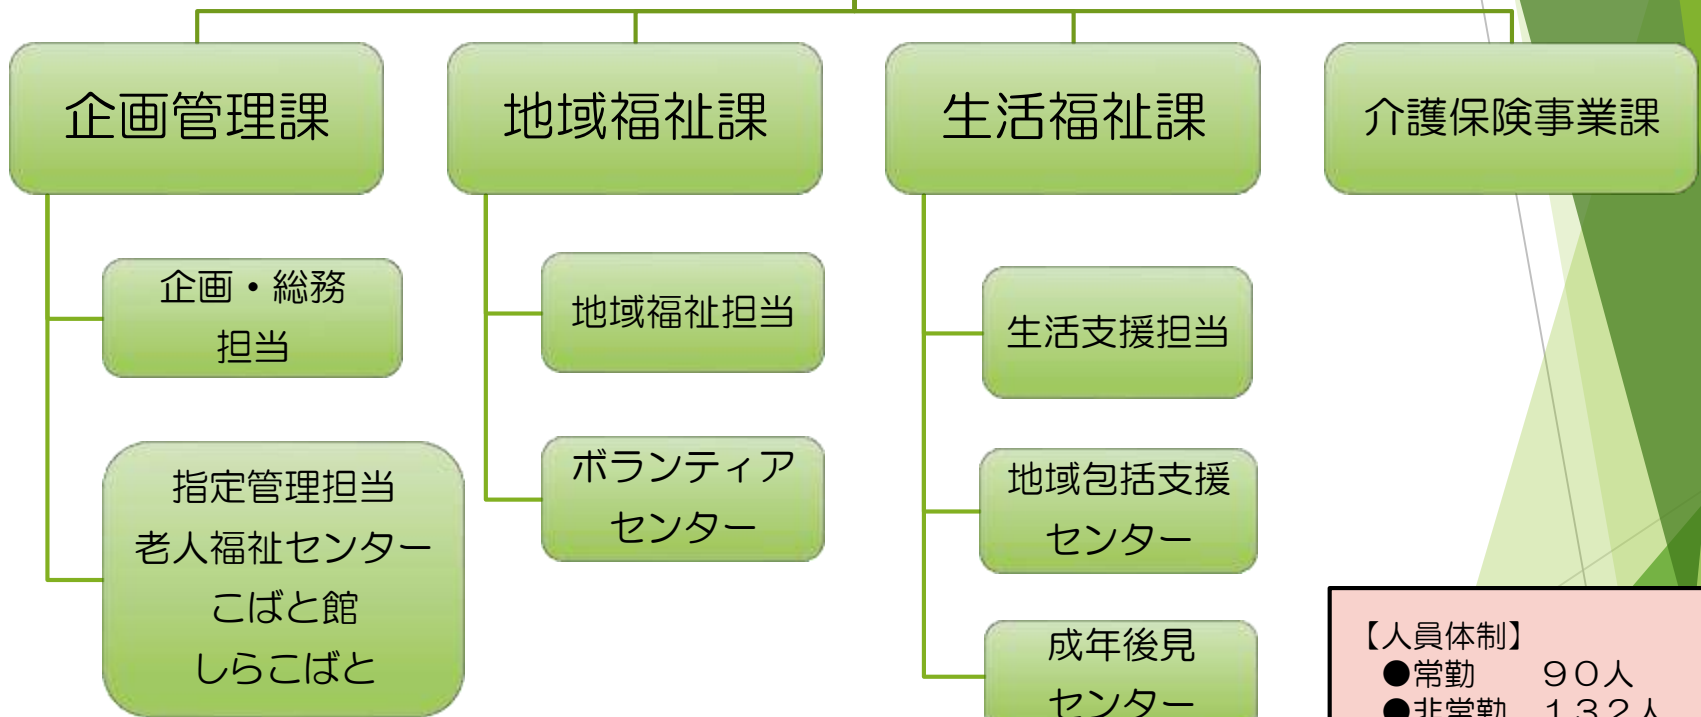 企画管理課
地域福祉課
生活福祉課
介護保険事業課
企画・総務
担当
指定管理担当
老人福祉センター
こばと館
しらこばと
地域福祉担当
ボランティア
センター
生活支援担当
地域包括支援
センター
成年後見
センター
【人員体制】
●常勤　　９０人
●非常勤　１３２人